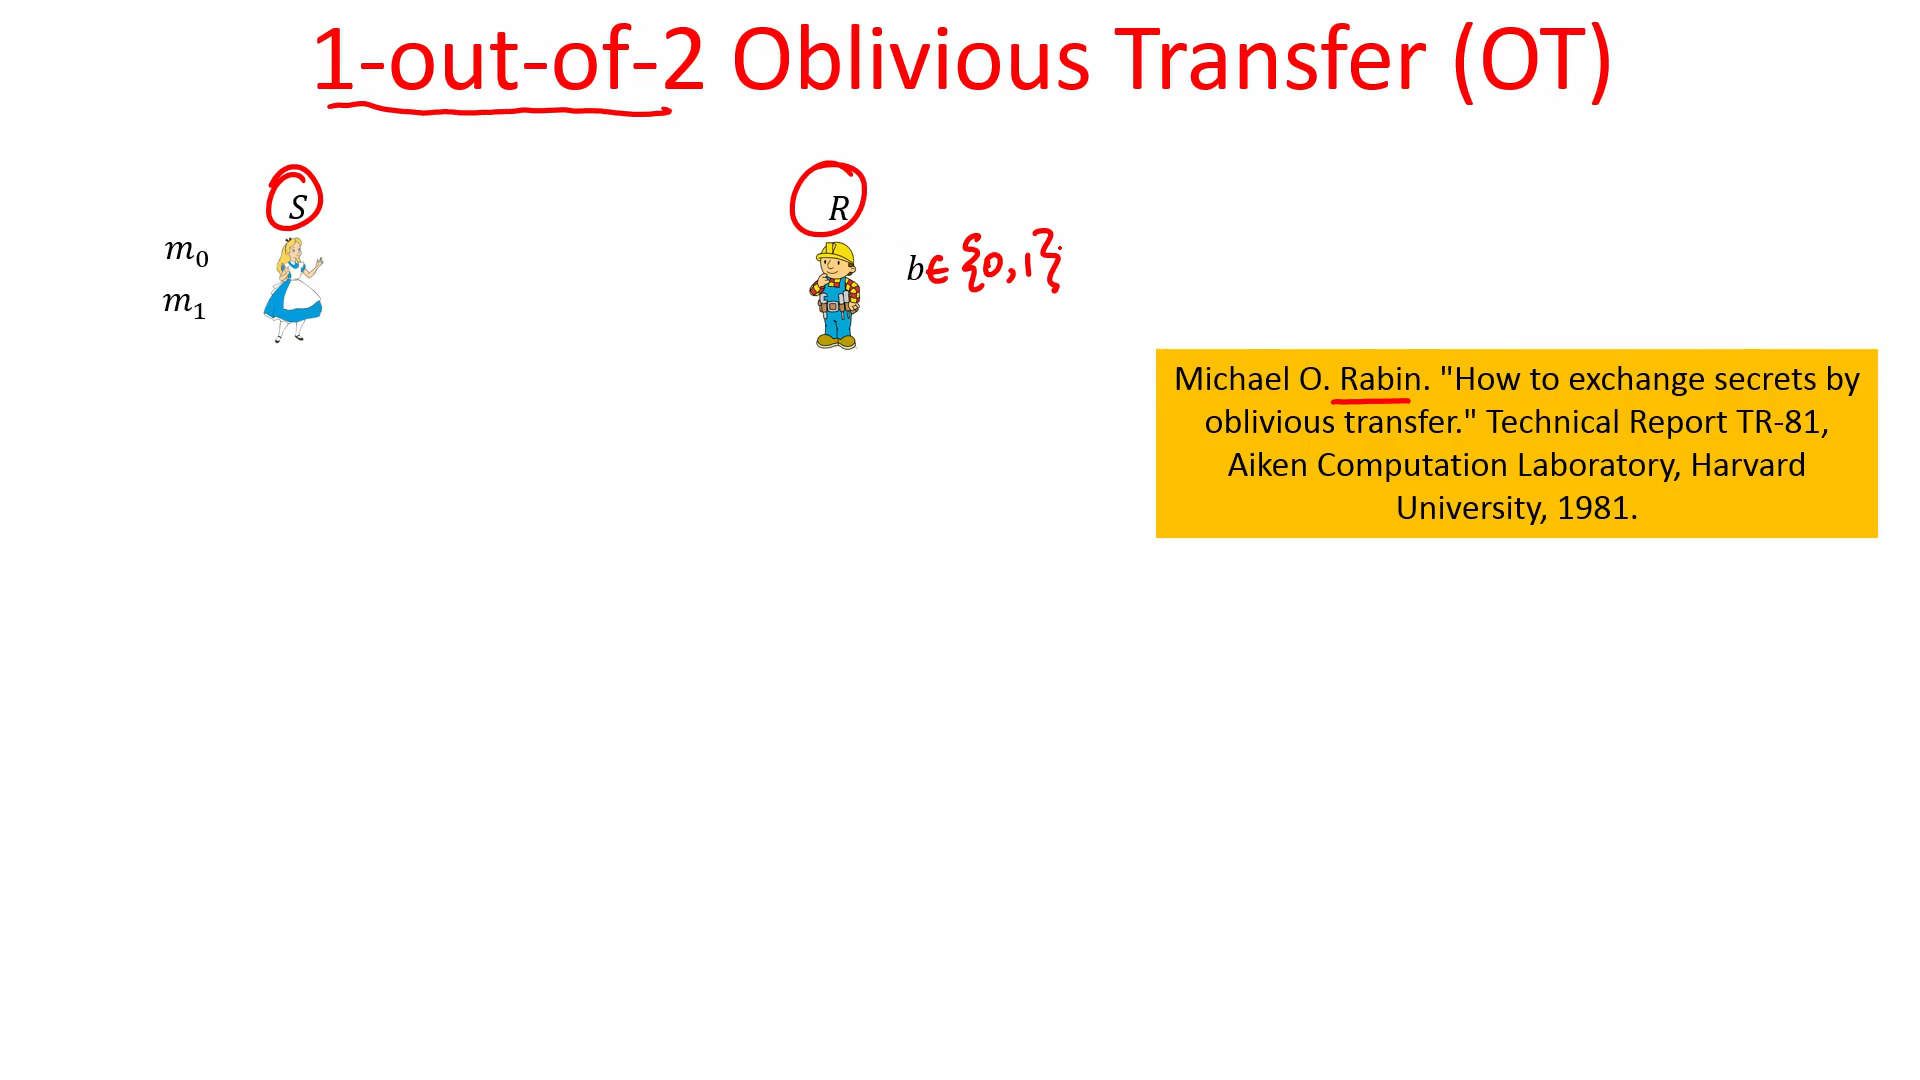 1-out-of-2 Oblivious Transfer (OT)
S
R
m₀
b∈ {0,1}
m₁
Michael O. Rabin. "How to exchange secrets by
oblivious transfer." Technical Report TR-81,
Aiken Computation Laboratory, Harvard
University, 1981.